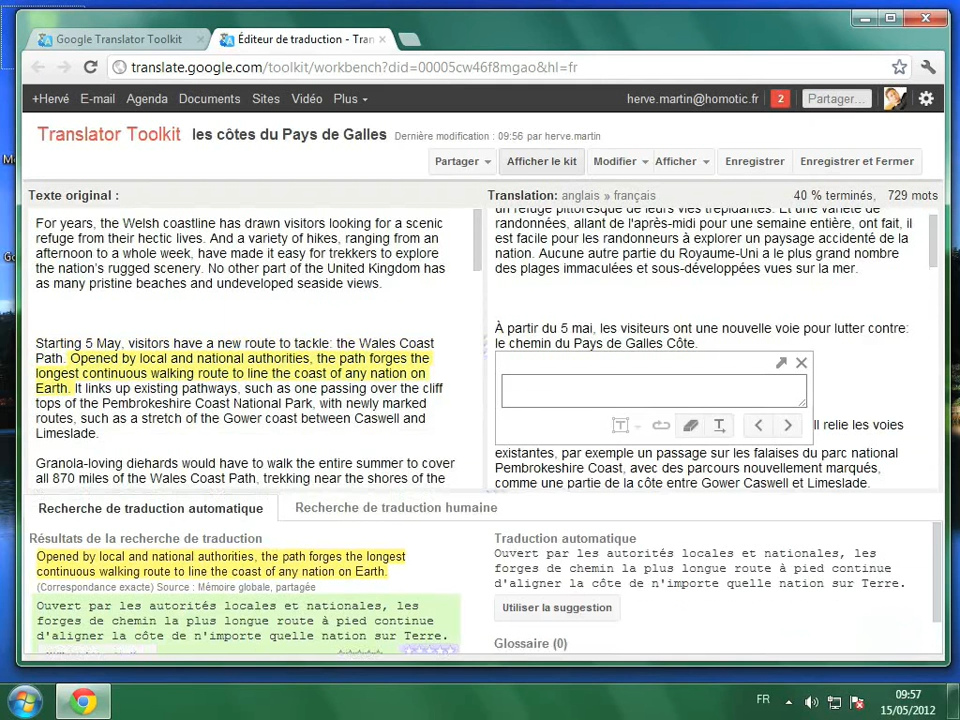 Google Translator Toolkit
Éditeur de traduction - Tran
translate.google.com/toolkit/workbench?did=00005cw46f8mgao&hl=fr
+Hervé E-mail Agenda Documents Sites Vidéo Plus
herve.martin@homotic.fr 2 Partager...
Translator Toolkit les côtes du Pays de Galles Dernière modification : 09:56 par herve.martin
Partager Afficher le kit Modifier Afficher Enregistrer Enregistrer et Fermer
Texte original :
For years, the Welsh coastline has drawn visitors looking for a scenic
refuge from their hectic lives. And a variety of hikes, ranging from an
afternoon to a whole week, have made it easy for trekkers to explore
the nation's rugged scenery. No other part of the United Kingdom has
as many pristine beaches and undeveloped seaside views.
Starting 5 May, visitors have a new route to tackle: the Wales Coast
Path. Opened by local and national authorities, the path forges the
longest continuous walking route to line the coast of any nation on
Earth. It links up existing pathways, such as one passing over the cliff
tops of the Pembrokeshire Coast National Park, with newly marked
routes, such as a stretch of the Gower coast between Caswell and
Limeslade.
Granola-loving diehards would have to walk the entire summer to cover
all 870 miles of the Wales Coast Path, trekking near the shores of the
Translation: anglais » français
40 % terminés, 729 mots
un refuge pittoresque de leurs vies trépidantes. Et une variété de
randonnées, allant de l'après-midi pour une semaine entière, ont fait, il
est facile pour les randonneurs à explorer un paysage accidenté de la
nation. Aucune autre partie du Royaume-Uni a le plus grand nombre
des plages immaculées et sous-développées vues sur la mer.
À partir du 5 mai, les visiteurs ont une nouvelle voie pour lutter contre:
le chemin du Pays de Galles Côte.
Il relie les voies
existantes, par exemple un passage sur les falaises du parc national
Pembrokeshire Coast, avec des parcours nouvellement marqués,
comme une partie de la côte entre Gower Caswell et Limeslade.
Recherche de traduction automatique
Recherche de traduction humaine
Résultats de la recherche de traduction
Opened by local and national authorities, the path forges the longest
continuous walking route to line the coast of any nation on Earth.
(Correspondance exacte) Source : Mémoire globale, partagée
Ouvert par les autorités locales et nationales, les
forges de chemin la plus longue route à pied continue
d'aligner la côte de n'importe quelle nation sur Terre.
Traduction automatique
Ouvert par les autorités locales et nationales, les
forges de chemin la plus longue route à pied continue
d'aligner la côte de n'importe quelle nation sur Terre.
Utiliser la suggestion
Glossaire (0)
FR
09:57
15/05/2012